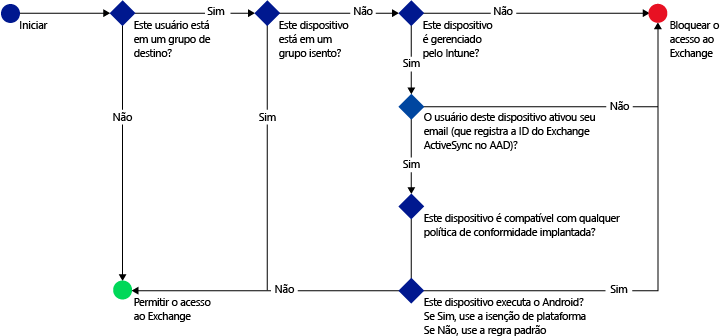 Iniciar
Este usuário está
em um grupo de
destino?
Sim
Este dispositivo
está em um
grupo isento?
Não
Este dispositivo
é gerenciado
pelo Intune?
Não
Bloquear o
acesso ao
Exchange
Sim
Não
Sim
O usuário deste dispositivo ativou seu
email (que registra a ID do Exchange
ActiveSync no AAD)?
Não
Sim
Este dispositivo é compatível com qualquer
política de conformidade implantada?
Permitir o acesso
ao Exchange
Não
Este dispositivo executa o Android?
Se Sim, use a isenção de plataforma
Se Não, use a regra padrão
Sim